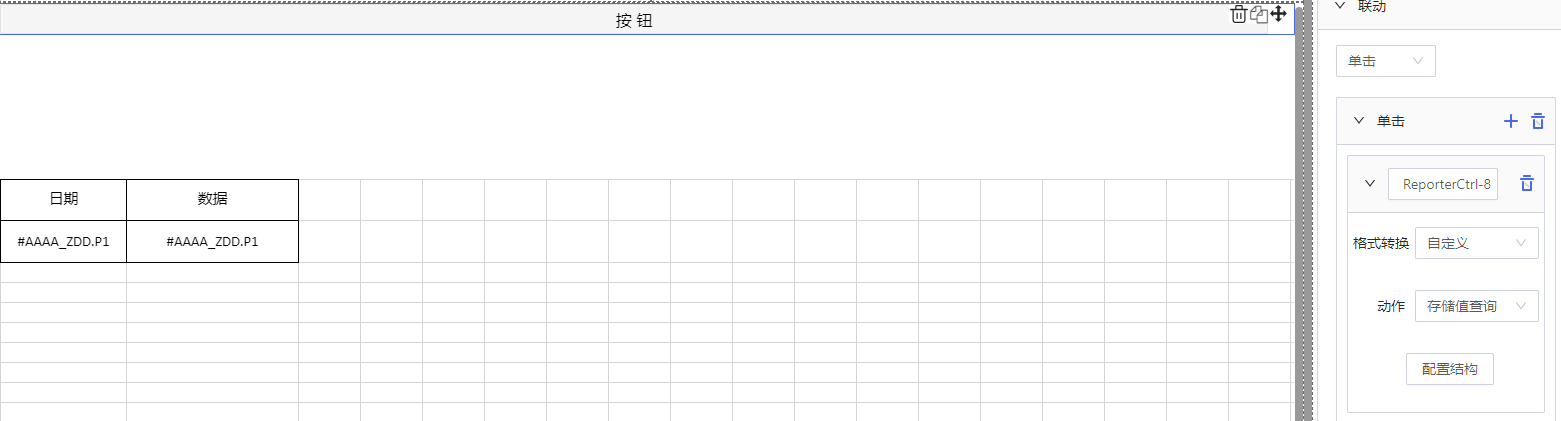 按 钮
联动
单击
单击
ReporterCtrl-8
格式转换 自定义
动作 存储值查询
配置结构
日期 数据
#AAAA_ZDD.P1 #AAAA_ZDD.P1